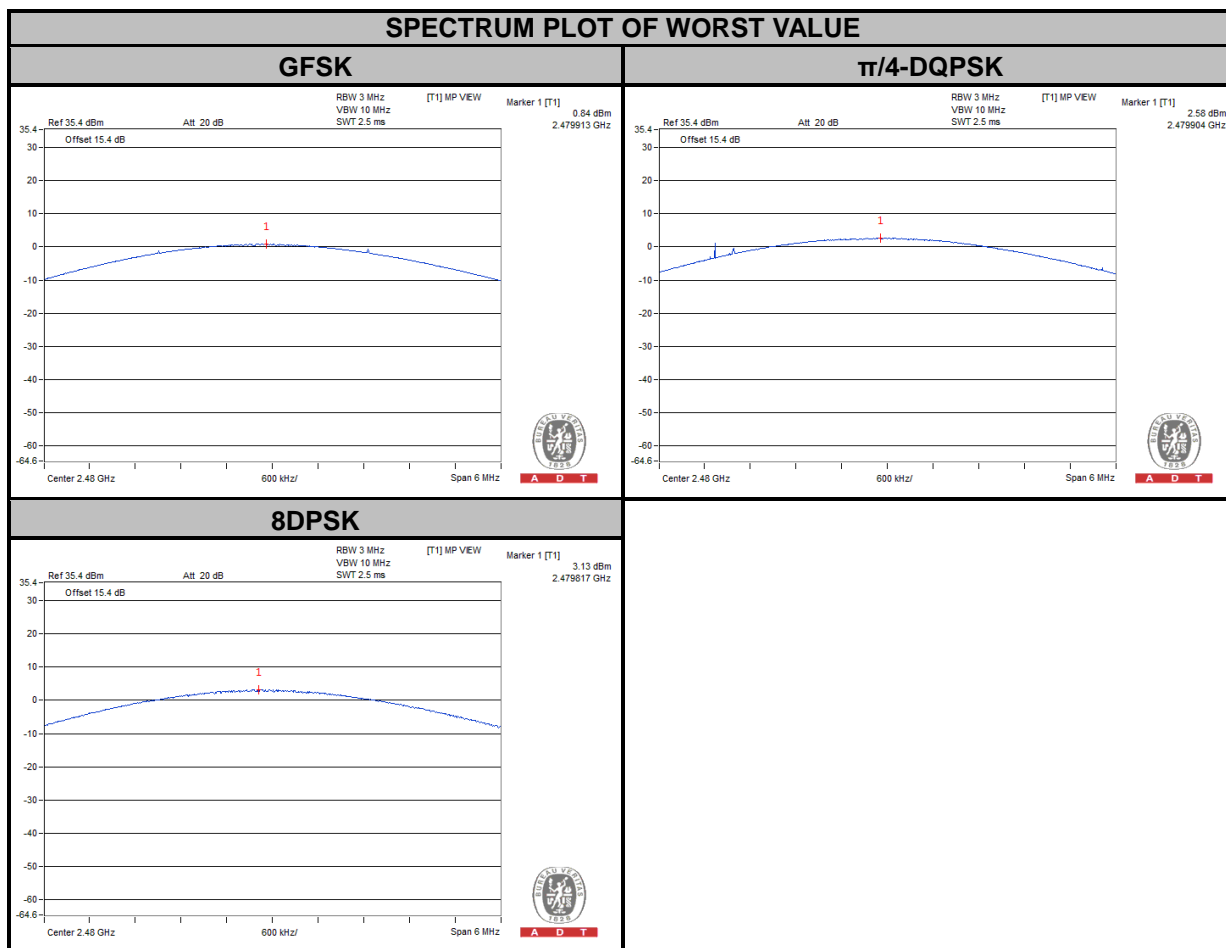 SPECTRUM PLOT OF WORST VALUE
GFSK
π/4-DQPSK
RBW 3 MHz
[T1] MP VIEW
Marker 1 [T1]
VBW 10 MHz
0.84 dBm
Ref 35.4 dBm
Att 20 dB
SWT 2.5 ms
2.479913 GHz
35.4
Offset 15.4 dB
30
20
10
1
0
-10
-20
-30
-40
-50
-60
-64.6
Center 2.48 GHz
600 kHz/
Span 6 MHz
BUREAU VERITAS
1828
A D T
RBW 3 MHz
[T1] MP VIEW
Marker 1 [T1]
VBW 10 MHz
2.58 dBm
Ref 35.4 dBm
Att 20 dB
SWT 2.5 ms
2.479904 GHz
35.4
Offset 15.4 dB
30
20
10
1
0
-10
-20
-30
-40
-50
-60
-64.6
Center 2.48 GHz
600 kHz/
Span 6 MHz
BUREAU VERITAS
1828
A D T
8DPSK
RBW 3 MHz
[T1] MP VIEW
Marker 1 [T1]
VBW 10 MHz
3.13 dBm
Ref 35.4 dBm
Att 20 dB
SWT 2.5 ms
2.479817 GHz
35.4
Offset 15.4 dB
30
20
10
1
0
-10
-20
-30
-40
-50
-60
-64.6
Center 2.48 GHz
600 kHz/
Span 6 MHz
BUREAU VERITAS
1828
A D T